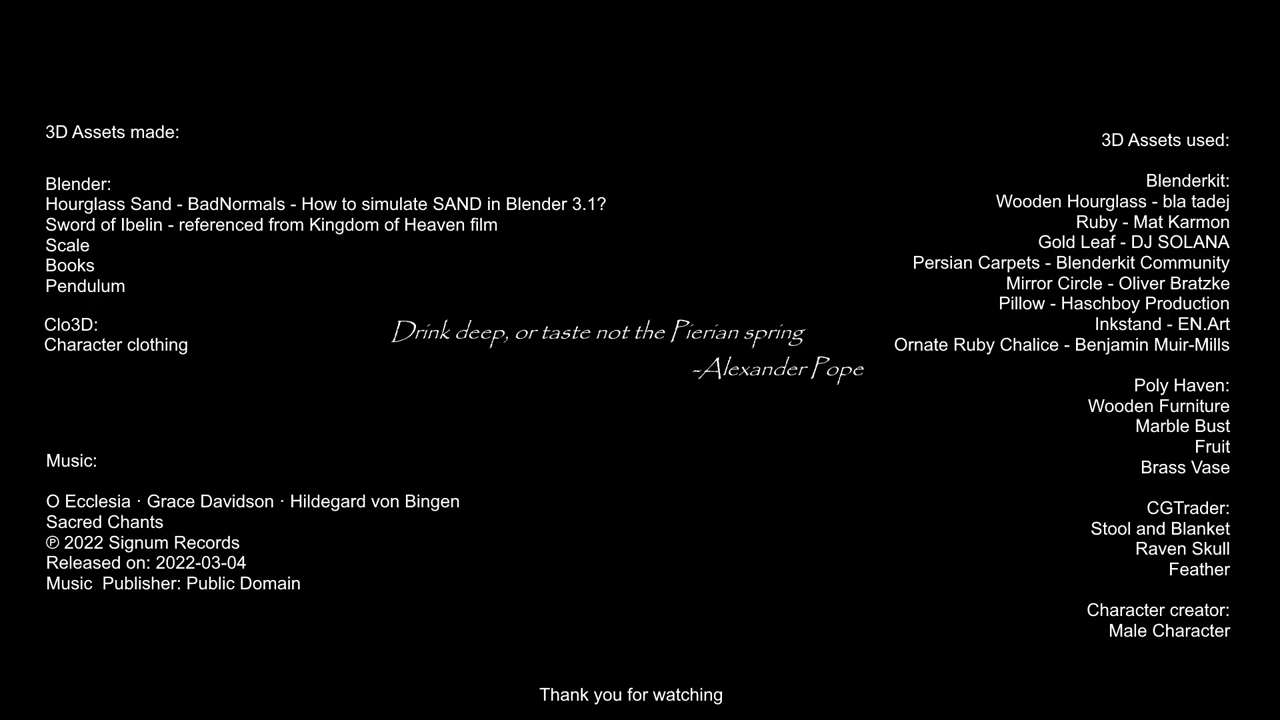 3D Assets made:
Blender:
Hourglass Sand - BadNormals - How to simulate SAND in Blender 3.1?
Sword of Ibelin - referenced from Kingdom of Heaven film
Scale
Books
Pendulum
Clo3D:
Character clothing
Music:
O Ecclesia · Grace Davidson · Hildegard von Bingen
Sacred Chants
℗ 2022 Signum Records
Released on: 2022-03-04
Music  Publisher: Public Domain
Drink deep, or taste not the Pierian spring
-Alexander Pope
3D Assets used:
Blenderkit:
Wooden Hourglass - bla tadej
Ruby - Mat Karmon
Gold Leaf - DJ SOLANA
Persian Carpets - Blenderkit Community
Mirror Circle - Oliver Bratzke
Pillow - Haschboy Production
Inkstand - EN.Art
Ornate Ruby Chalice - Benjamin Muir-Mills
Poly Haven:
Wooden Furniture
Marble Bust
Fruit
Brass Vase
CGTrader:
Stool and Blanket
Raven Skull
Feather
Character creator:
Male Character
Thank you for watching